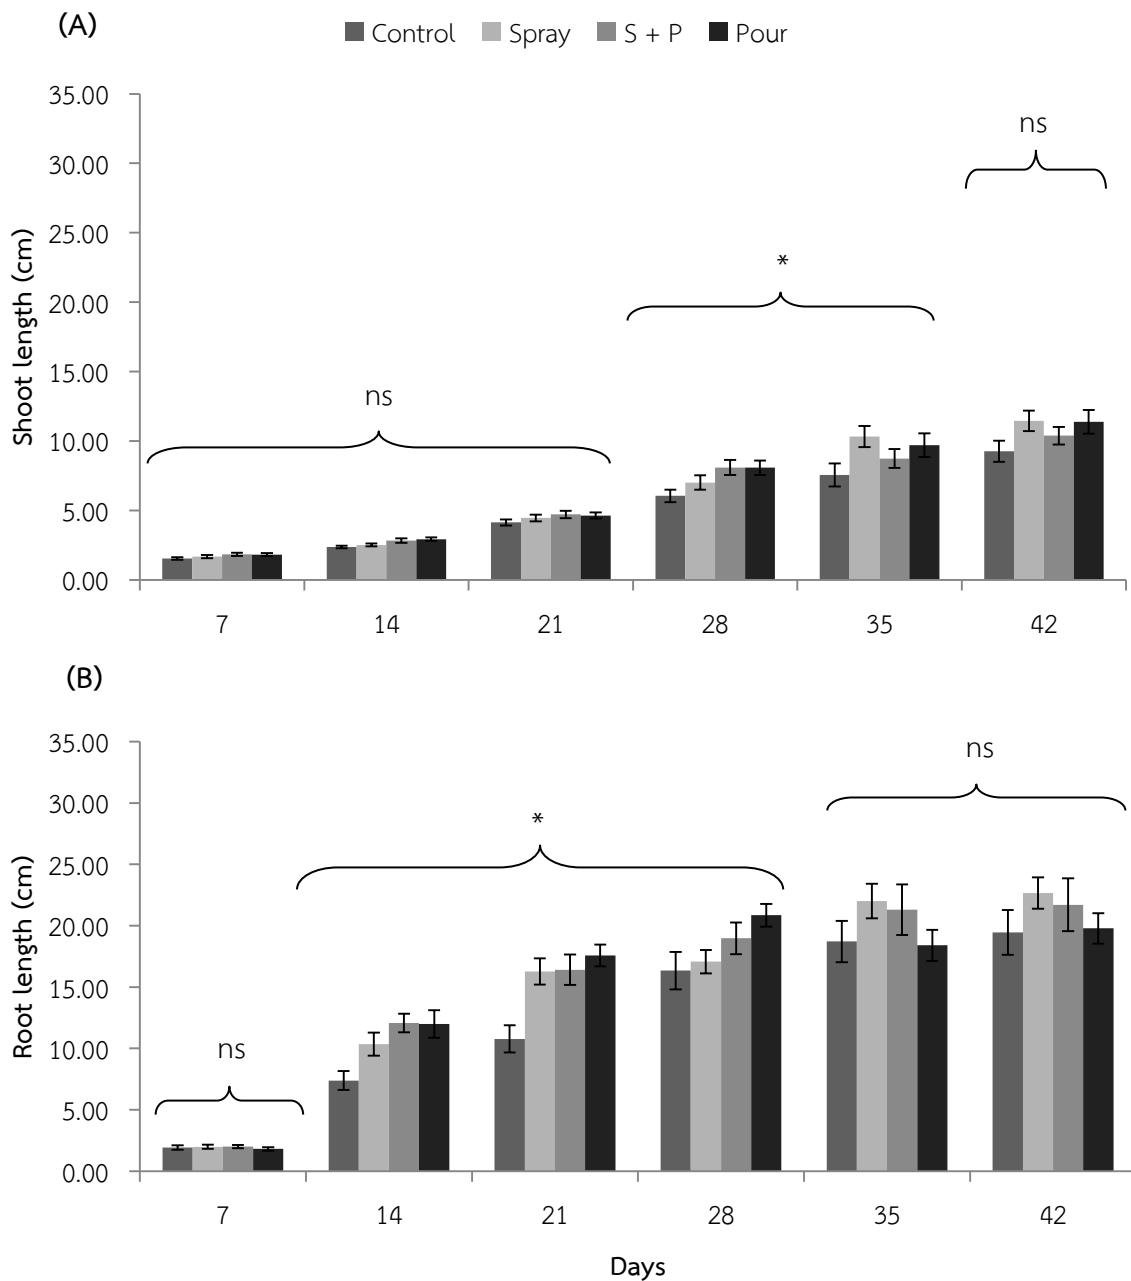 (A)
Control Spray S + P Pour
35.00
30.00
25.00
20.00
15.00
10.00
5.00
0.00
Shoot length (cm)
ns
*
ns
7 14 21 28 35 42
(B)
35.00
30.00
25.00
20.00
15.00
10.00
5.00
0.00
Root length (cm)
ns
*
ns
7 14 21 28 35 42
Days